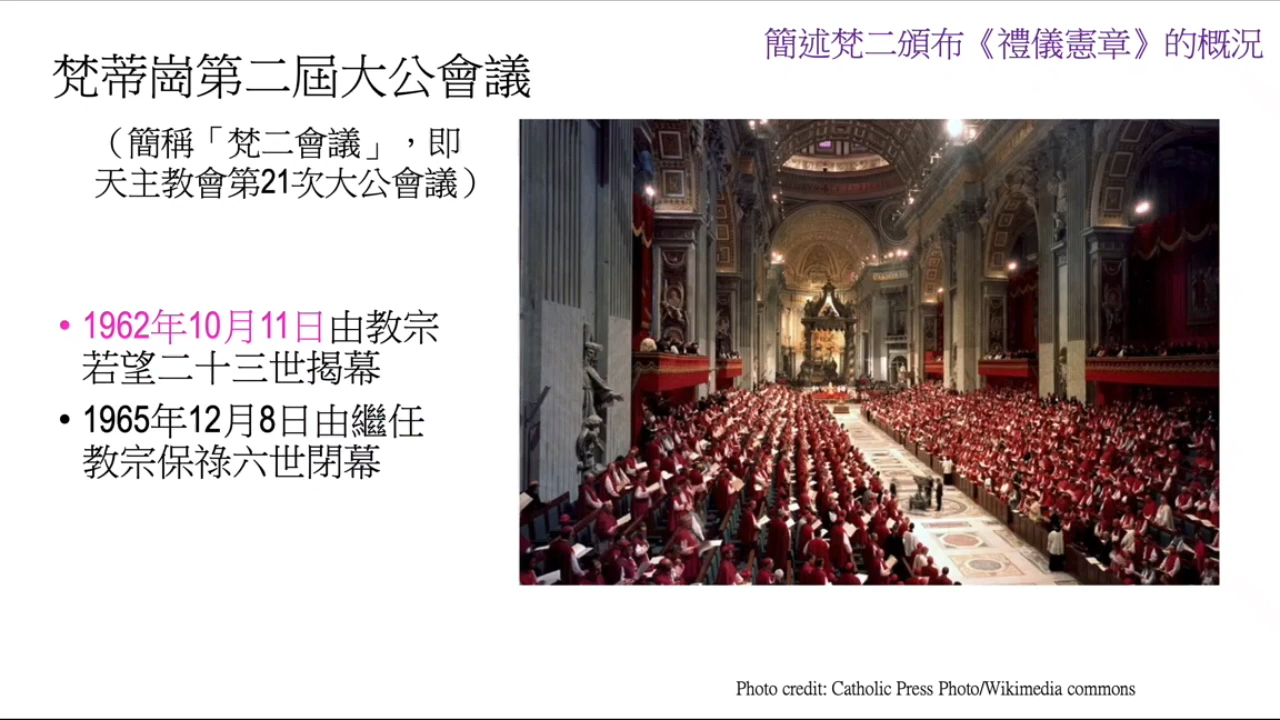 簡述梵二頒布《禮儀憲章》的概況
梵蒂崗第二屆大公會議
（簡稱「梵二會議」，即
天主教會第21次大公會議）
• 1962年10月11日由教宗
若望二十三世揭幕
• 1965年12月8日由繼任
教宗保祿六世閉幕
Photo credit: Catholic Press Photo/Wikimedia commons